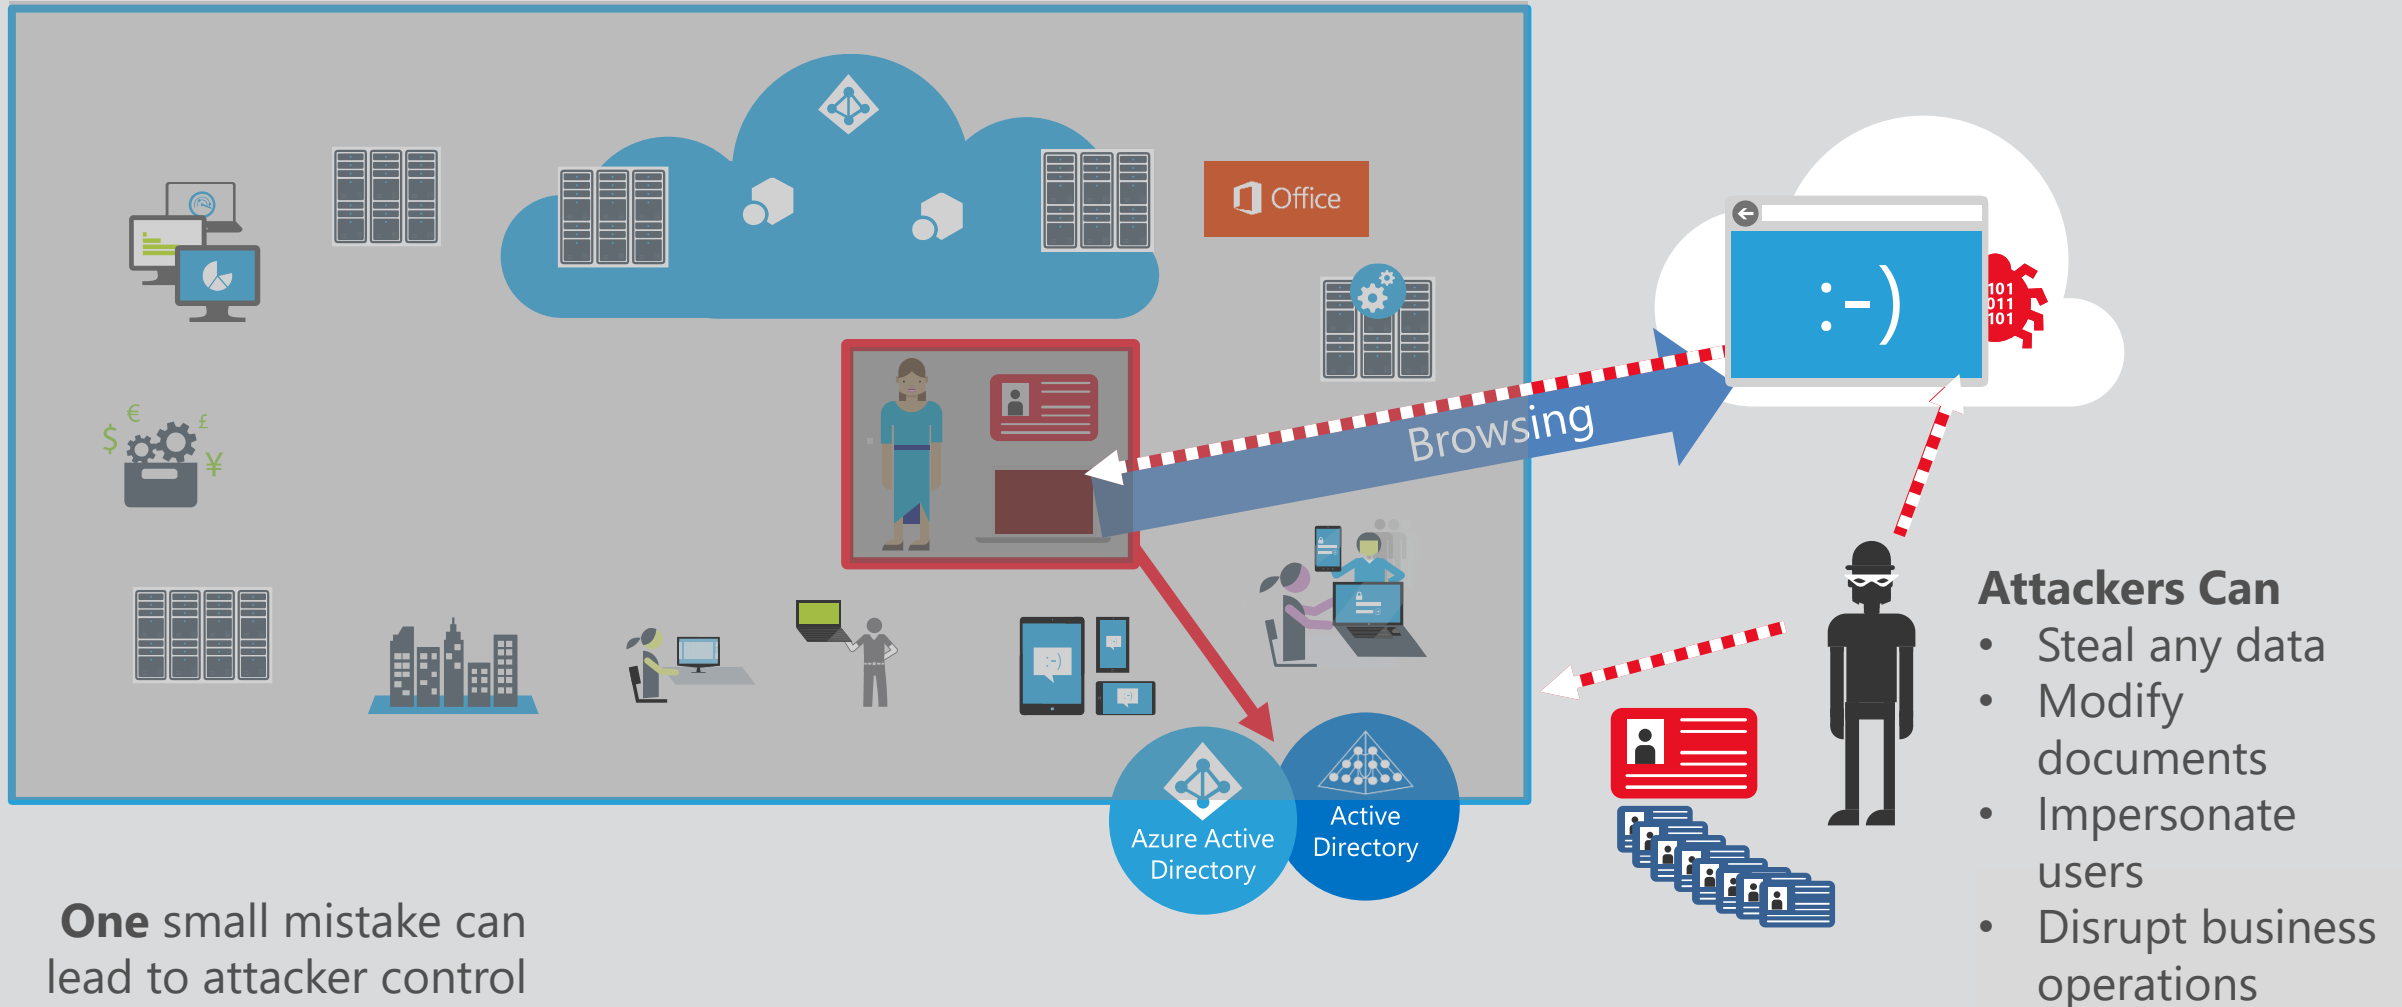 Office
:-)
101
011
101
Browsing
$
€
£
¥
:-)
:-)
:-)
Azure Active
Directory
Active
Directory
Attackers Can
• Steal any data
• Modify
documents
• Impersonate
users
• Disrupt business
operations
One small mistake can
lead to attacker control